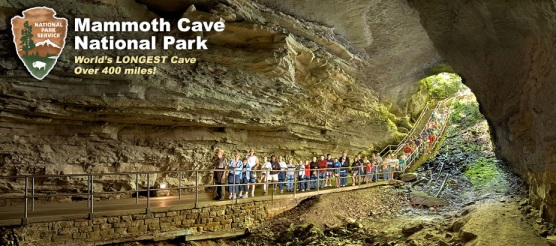 NATIONAL
PARK
SERVICE
Mammoth Cave
National Park
World's LONGEST Cave
Over 400 miles!